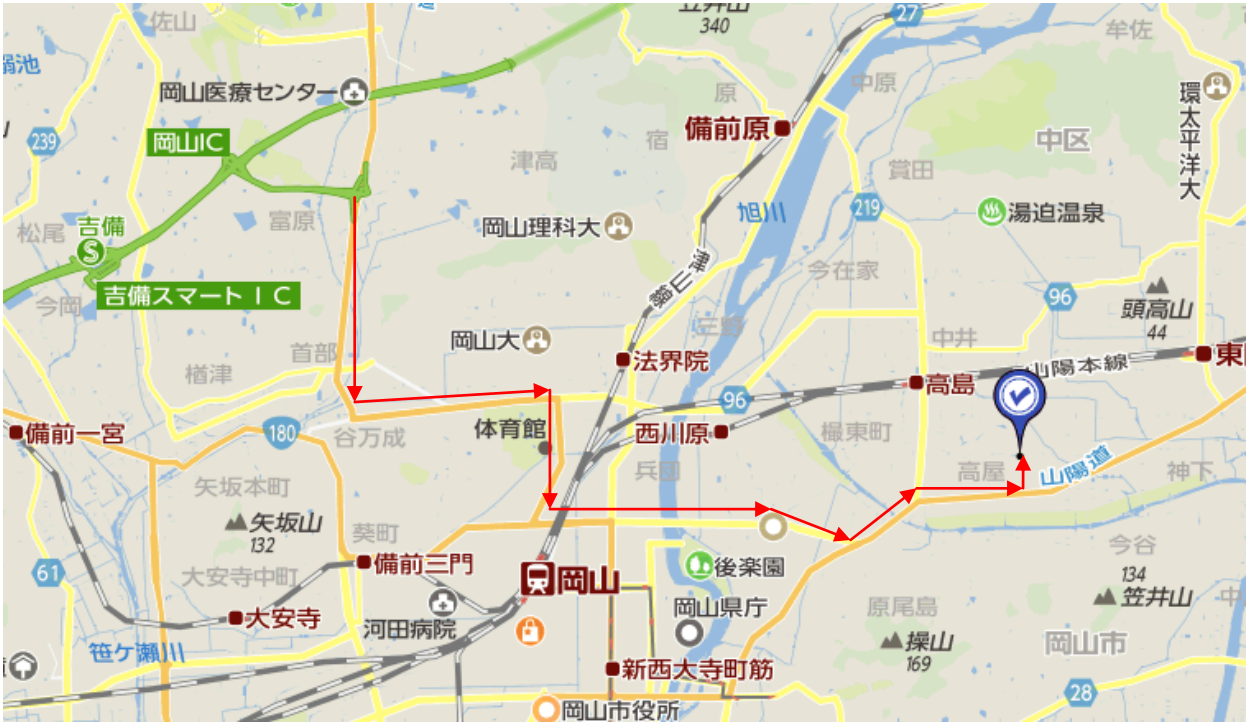 佐山
笠井山
340
27
牟佐
岡山医療センター
中原
原
環太平洋大
239
備前原
宿
中区
岡山IC
津高
賞田
旭川
219
湯迫温泉
富原
岡山理科大
松尾
吉備
S
津山線
今在家
今岡
吉備スマートIC
96
頭高山
44
三野
岡山大
中井
首部
法界院
山陽本線
楢津
高島
96
180
備前一宮
谷万成
体育館
西川原
撮東町
兵団
高屋
山陽道
神下
矢坂本町
矢坂山
132
葵町
今谷
61
備前三門
大安寺中町
岡山
後楽園
134
笠井山
中
大安寺
河田病院
岡山県庁
原尾島
操山
169
岡山市
笹ケ瀬川
新西大寺町筋
28
岡山市役所